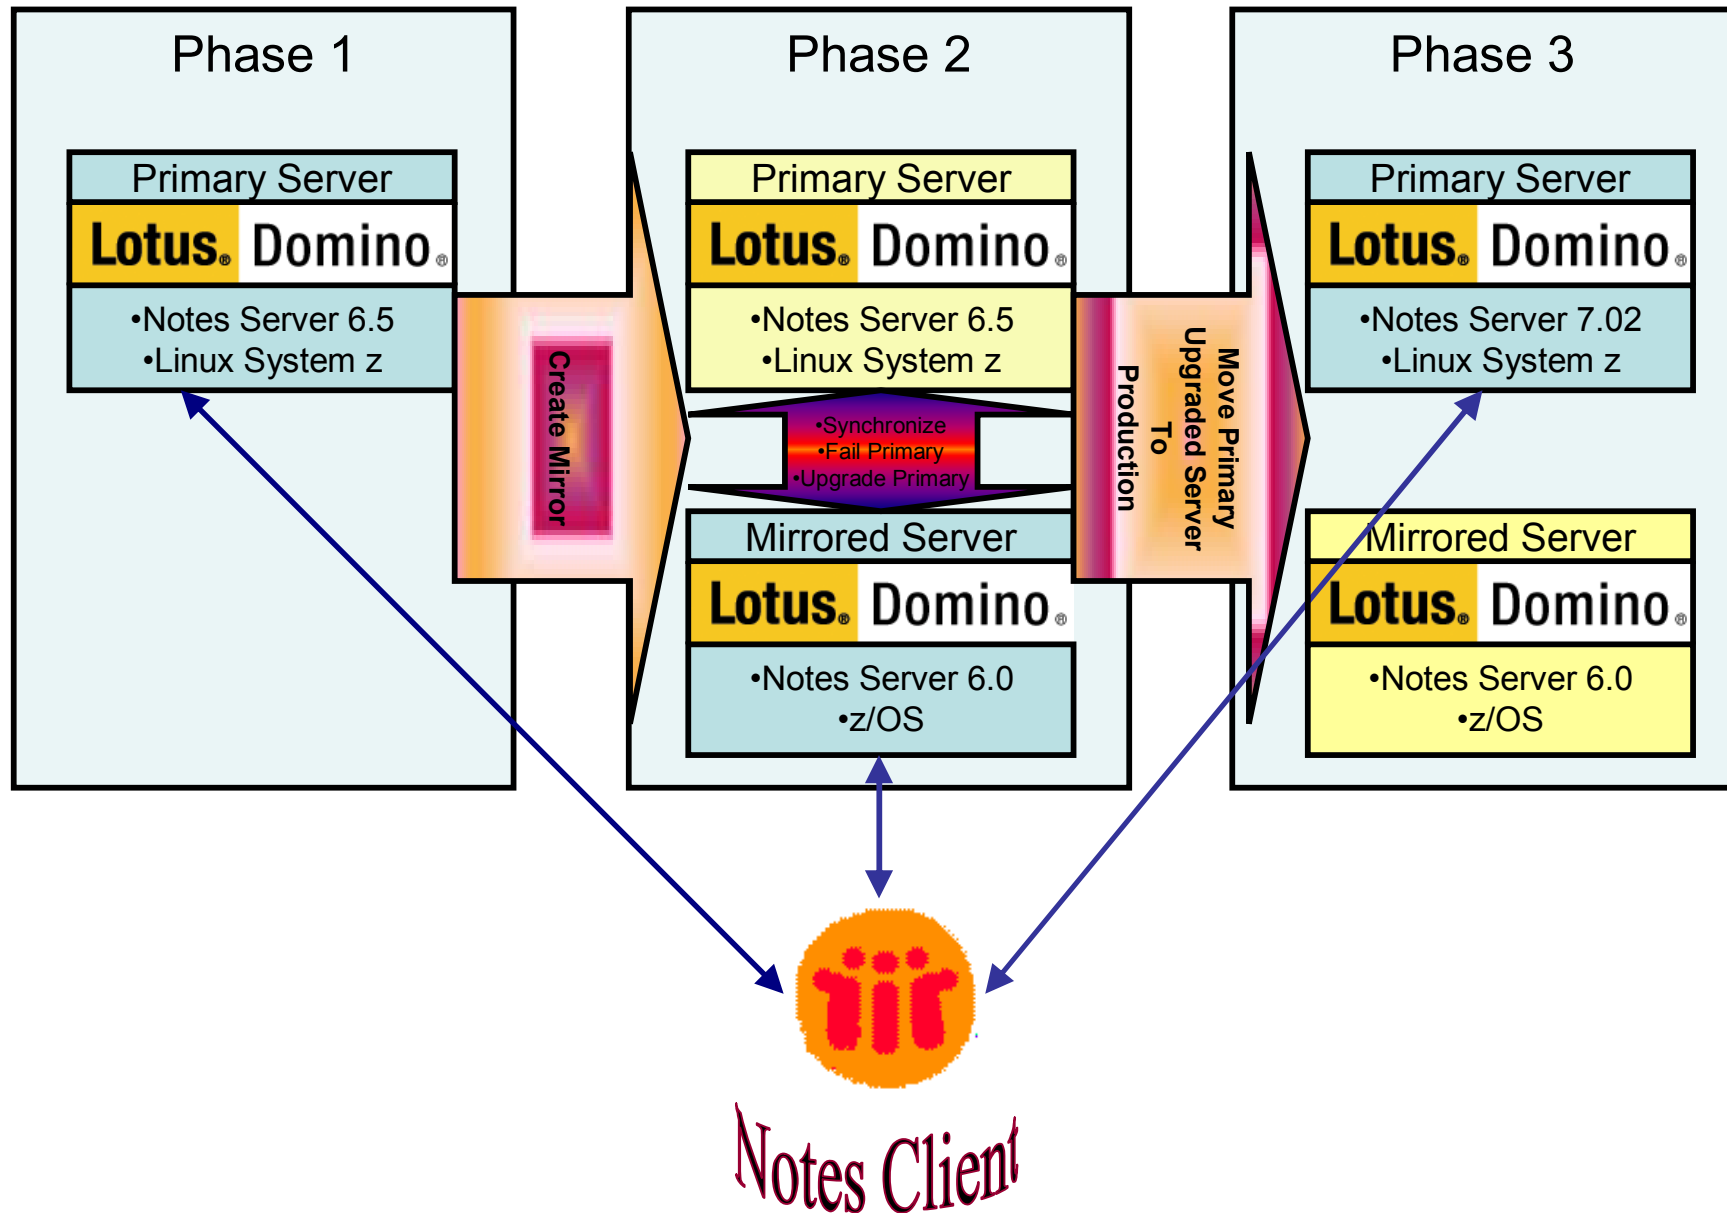 Phase 1
Primary Server
Lotus® Domino®
•Notes Server 6.5
•Linux System z
Create Mirror
Phase 2
Primary Server
Lotus® Domino®
•Notes Server 6.5
•Linux System z
•Synchronize
•Fail Primary
•Upgrade Primary
Mirrored Server
Lotus® Domino®
•Notes Server 6.0
•z/OS
Move Primary
Upgraded Server
To
Production
Phase 3
Primary Server
Lotus® Domino®
•Notes Server 7.02
•Linux System z
Mirrored Server
Lotus® Domino®
•Notes Server 6.0
•z/OS
Notes Client